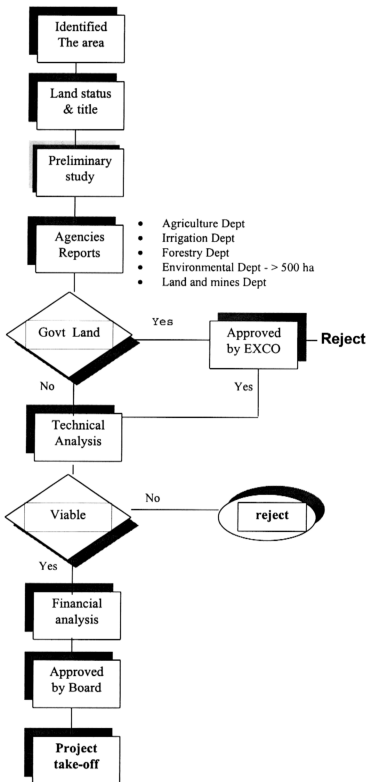 Identified
The area
Land status
& title
Preliminary
study
Agencies
Reports
• Agriculture Dept
• Irrigation Dept
• Forestry Dept
• Environmental Dept - > 500 ha
• Land and mines Dept
Govt Land
Yes
Approved
by EXCO
Reject
No
Yes
Technical
Analysis
Viable
No
reject
Yes
Financial
analysis
Approved
by Board
Project
take-off